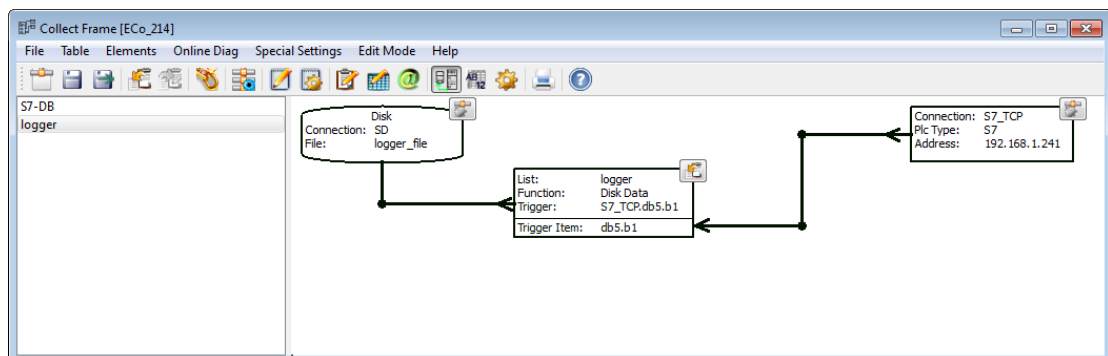 Collect Frame [ECo_214]
File Table Elements Online Diag Special Settings Edit Mode Help
AB
12
S7-DB
logger
Disk
Connection: SD
File: logger_file
List: logger
Function: Disk Data
Trigger: S7_TCP.db5.b1
Trigger Item: db5.b1
Connection: S7_TCP
Plc Type: S7
Address: 192.168.1.241